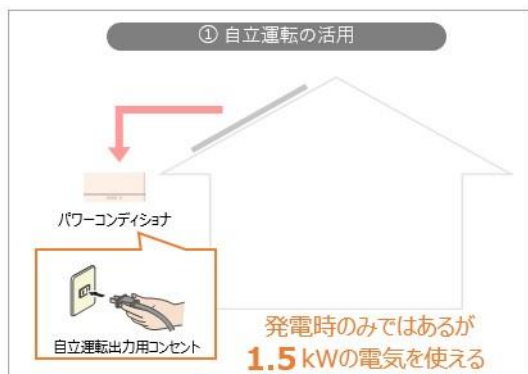 ① 自立運転の活用
パワーコンディショナ
自立運転出力用コンセント
発電時のみではあるが
1.5kWの電気を使える